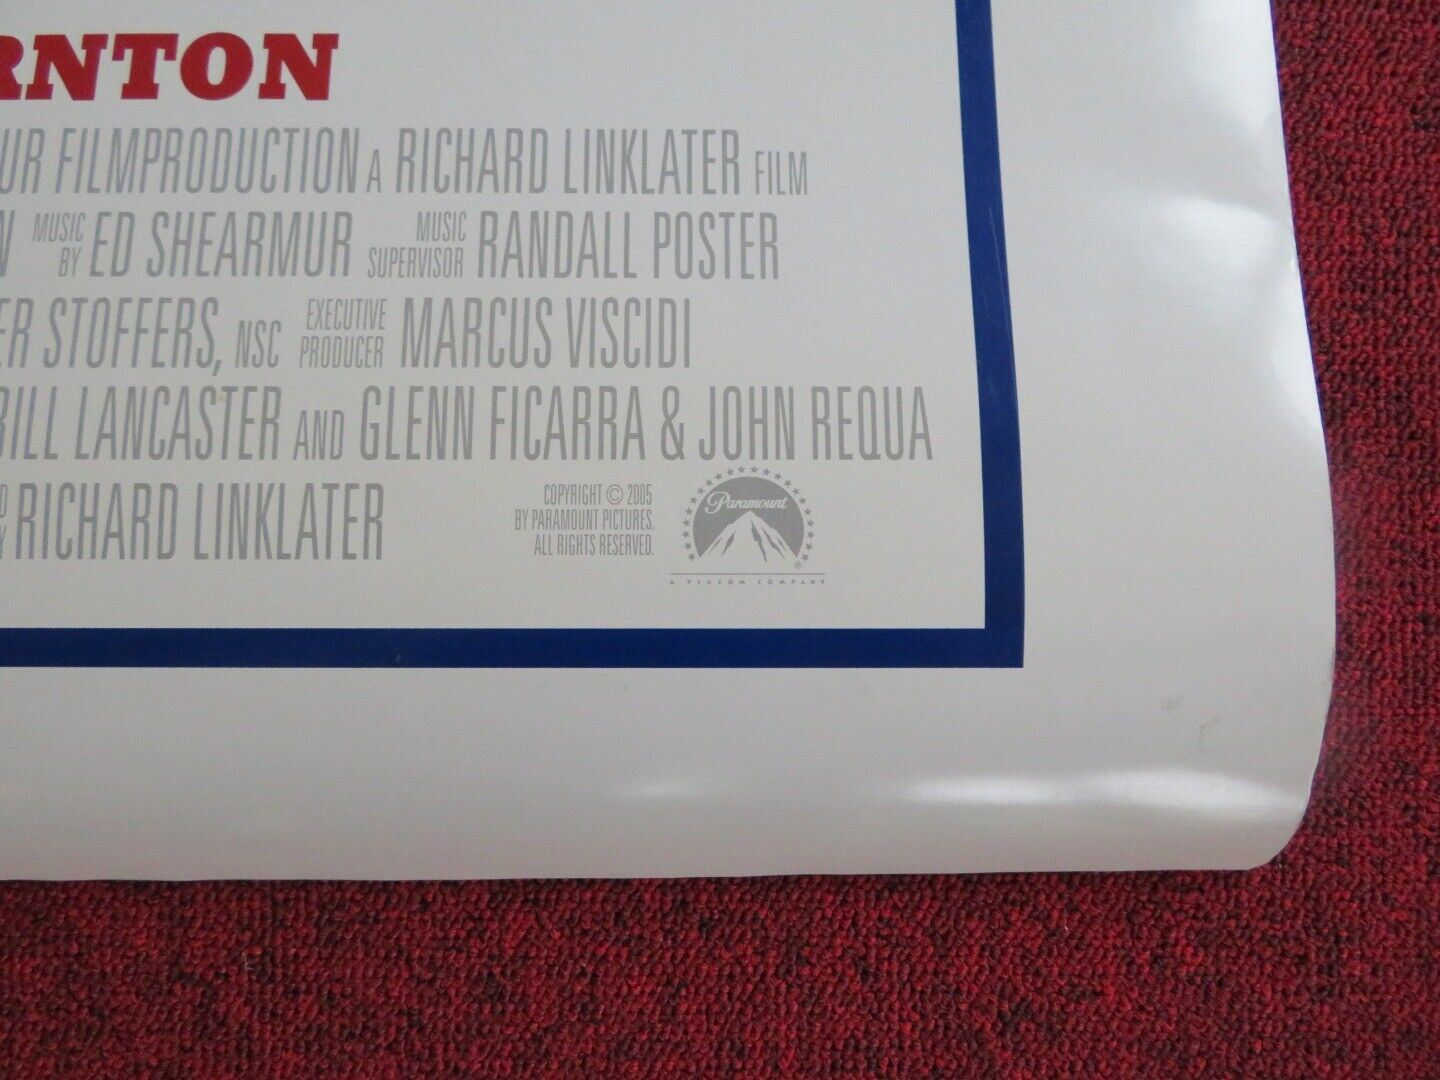 RNTON
UR FILMPRODUCTION A RICHARD LINKLATER FILM
N MUSIC BY ED SHEARMUR MUSIC SUPERVISOR RANDALL POSTER
ER STOFFERS, NSC EXECUTIVE PRODUCER MARCUS VISCIDI
BILL LANCASTER AND GLENN FICARRA & JOHN REQUA
RICHARD LINKLATER
COPYRIGHT © 2005
BY PARAMOUNT PICTURES.
ALL RIGHTS RESERVED.
Paramount
®
A VIACOM COMPANY